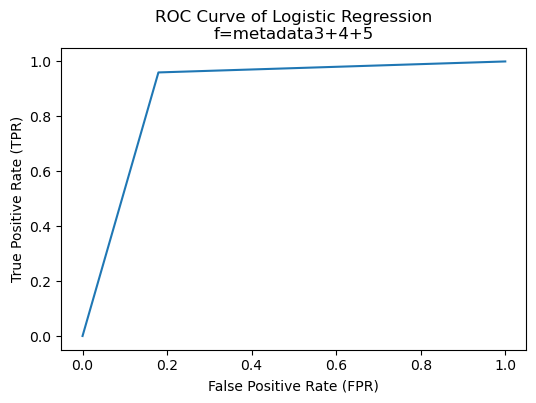 ROC Curve of Logistic Regression
f=metadata3+4+5
True Positive Rate (TPR)
1.0
0.8
0.6
0.4
0.2
0.0
0.0 0.2 0.4 0.6 0.8 1.0
False Positive Rate (FPR)